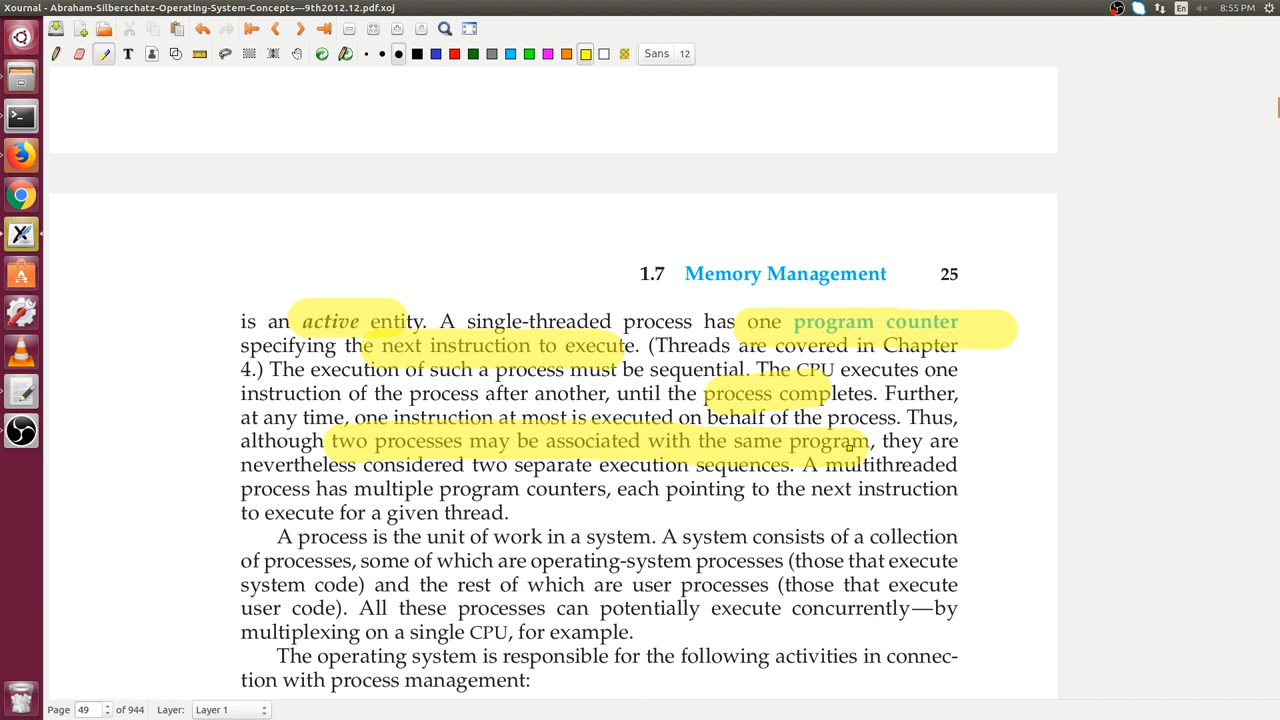 Xournal - Abraham-Silberschatz-Operating-System-Concepts---9th2012.12.pdf.xoj
En
8:55 PM
T
Sans 12
1.7 Memory Management 25
is an active entity. A single-threaded process has one program counter
specifying the next instruction to execute. (Threads are covered in Chapter
4.) The execution of such a process must be sequential. The CPU executes one
instruction of the process after another, until the process completes. Further,
at any time, one instruction at most is executed on behalf of the process. Thus,
although two processes may be associated with the same program, they are
nevertheless considered two separate execution sequences. A multithreaded
process has multiple program counters, each pointing to the next instruction
to execute for a given thread.
A process is the unit of work in a system. A system consists of a collection
of processes, some of which are operating-system processes (those that execute
system code) and the rest of which are user processes (those that execute
user code). All these processes can potentially execute concurrently—by
multiplexing on a single CPU, for example.
The operating system is responsible for the following activities in connec-
tion with process management:
Page 49 of 944 Layer: Layer 1